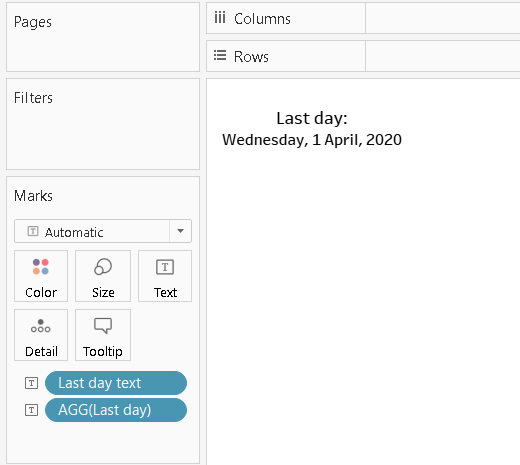 Pages
Columns
Rows
Filters
Last day:
Wednesday, 1 April, 2020
Marks
T Automatic
Color
Size
T
Text
Detail
Tooltip
T Last day text
T AGG(Last day)